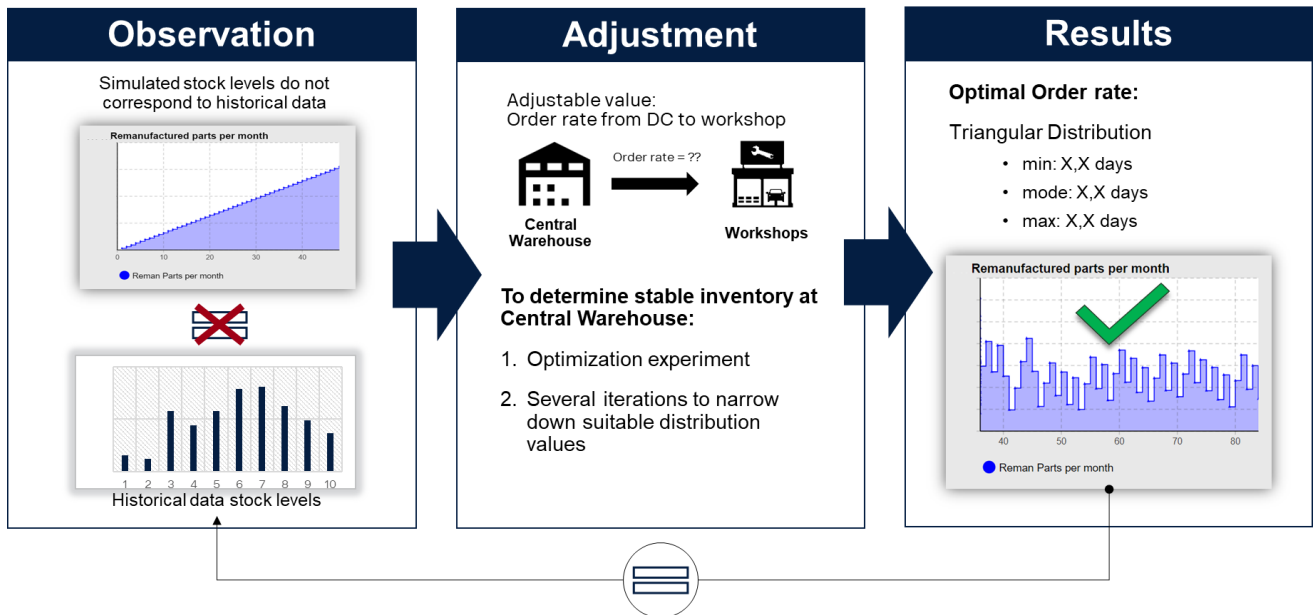 Observation
Simulated stock levels do not
correspond to historical data
Remanufactured parts per month
0 10 20 30 40
Reman Parts per month
1 2 3 4 5 6 7 8 9 10
Historical data stock levels
Adjustment
Adjustable value:
Order rate from DC to workshop
Order rate = ??
Central
Warehouse
Workshops
To determine stable inventory at
Central Warehouse:
1. Optimization experiment
2. Several iterations to narrow
down suitable distribution
values
Results
Optimal Order rate:
Triangular Distribution
• min: X,X days
• mode: X,X days
• max: X,X days
Remanufactured parts per month
40 50 60 70 80
Reman Parts per month